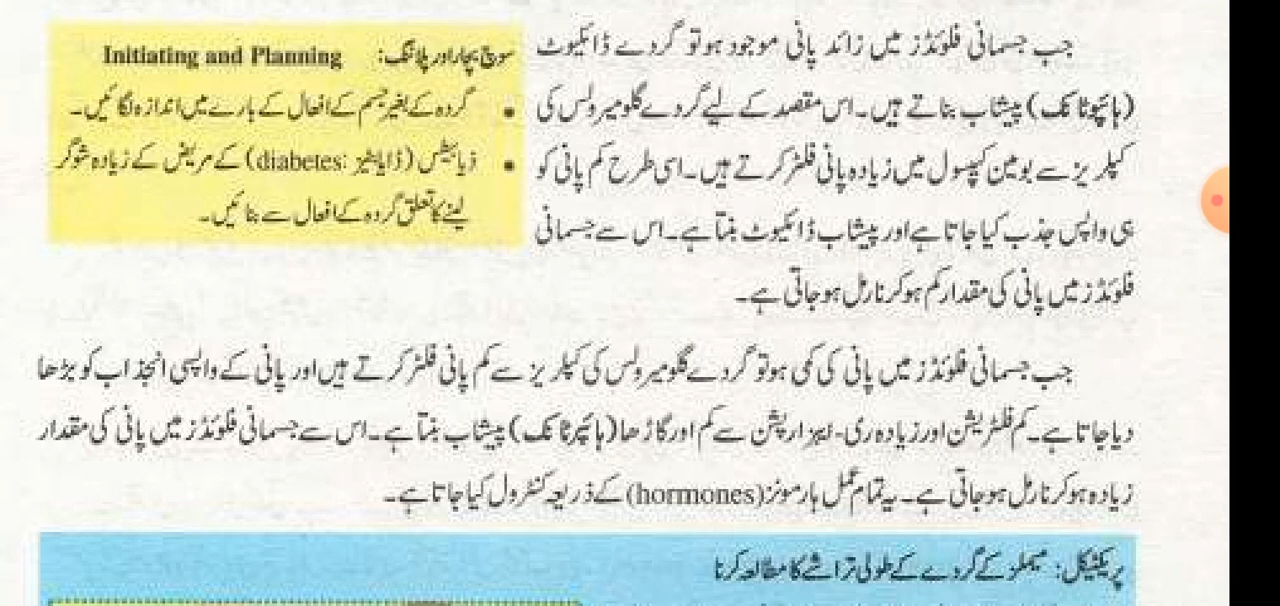 جب جسمانی فلوئڈز میں زائد پانی موجود ہو تو گردے ڈائلیوٹ
(ہائپوٹانک) پیشاب بناتے ہیں۔ اس مقصد کے لیے گردے گلومیرولس کی
کیپلریز سے بومین کیپسول میں زیادہ پانی فلٹر کرتے ہیں۔ اسی طرح کم پانی کو
ہی واپس جذب کیا جاتا ہے اور پیشاب ڈائلیوٹ بنتا ہے۔ اس سے جسمانی
فلوئڈز میں پانی کی مقدار کم ہو کر نارمل ہو جاتی ہے۔
سوچ بچار اور پلاننگ: Initiating and Planning
• گردہ کے بغیر جسم کے افعال کے بارے میں اندازہ لگائیں۔
• ذیابیطس (ڈایابیٹیز: diabetes) کے مریض کے زیادہ شوگر
لینے کا تعلق گردہ کے افعال سے بنائیں۔
جب جسمانی فلوئڈز میں پانی کی کمی ہو تو گردے گلومیرولس کی کیپلریز سے کم پانی فلٹر کرتے ہیں اور پانی کے واپسی انجذاب کو بڑھا
دیا جاتا ہے۔ کم فلٹریشن اور زیادہ ری۔ایبزارپشن سے کم اور گاڑھا (ہائپرٹانک) پیشاب بنتا ہے۔ اس سے جسمانی فلوئڈز میں پانی کی مقدار
زیادہ ہو کر نارمل ہو جاتی ہے۔ یہ تمام عمل ہارمونز (hormones) کے ذریعہ کنٹرول کیا جاتا ہے۔
پریکٹیکل: میملز کے گردے کے طولی تراشے کا مطالعہ کرنا